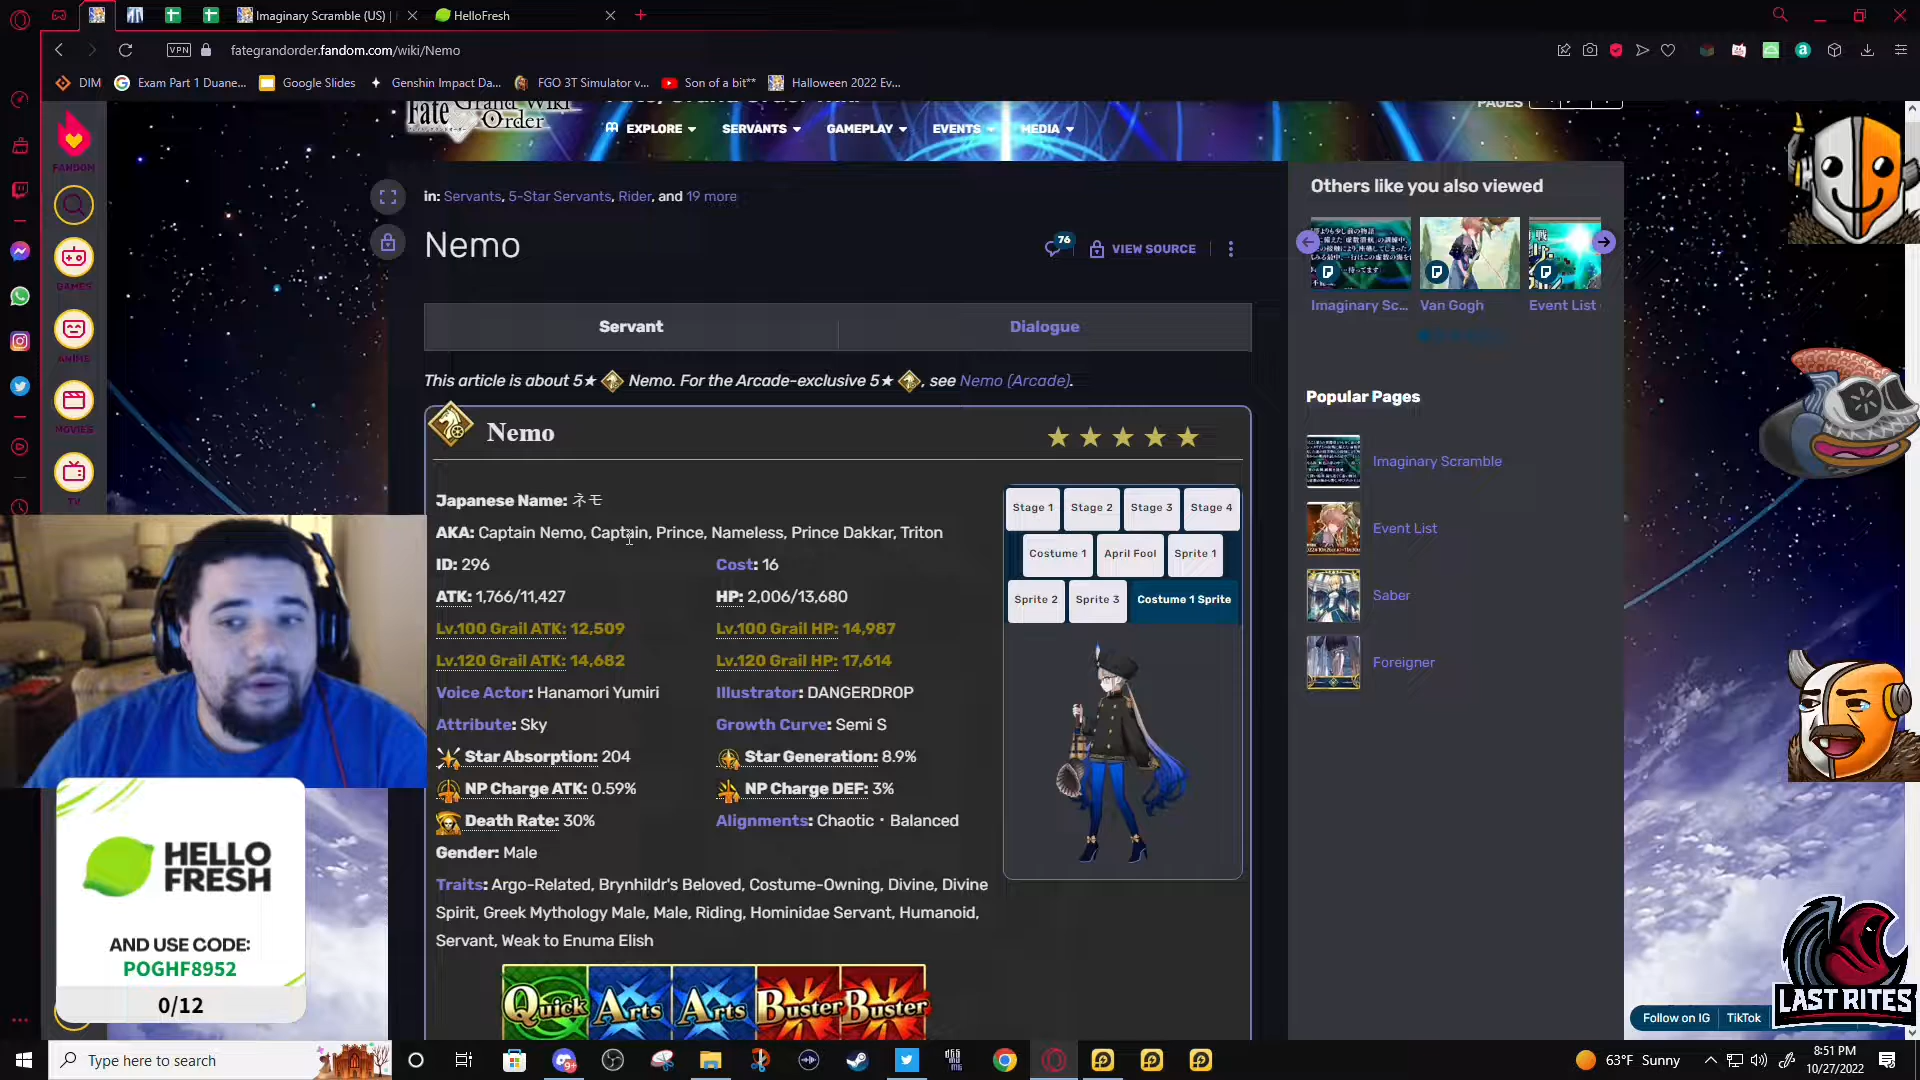 Imaginary Scramble (US) |
HelloFresh
VPN
fategrandorder.fandom.com/wiki/Nemo
DIM
Exam Part 1 Duane...
Google Slides
Genshin Impact Da...
FGO 3T Simulator v...
Son of a bit**
Halloween 2022 Ev...
Fate Grand Wiki
Order
PAGES
EXPLORE
SERVANTS
GAMEPLAY
EVENTS
MEDIA
FANDOM
GAMES
ANIME
MOVIES
TV
in: Servants, 5-Star Servants, Rider, and 19 more
Nemo
76
VIEW SOURCE
Servant
Dialogue
This article is about 5★ Nemo. For the Arcade-exclusive 5★ , see Nemo (Arcade).
Nemo
Japanese Name: ネモ
AKA: Captain Nemo, Captain, Prince, Nameless, Prince Dakkar, Triton
ID: 296
Cost: 16
ATK: 1,766/11,427
HP: 2,006/13,680
Lv.100 Grail ATK: 12,509
Lv.100 Grail HP: 14,987
Lv.120 Grail ATK: 14,682
Lv.120 Grail HP: 17,614
Voice Actor: Hanamori Yumiri
Illustrator: DANGERDROP
Attribute: Sky
Growth Curve: Semi S
Star Absorption: 204
Star Generation: 8.9%
NP Charge ATK: 0.59%
NP Charge DEF: 3%
Death Rate: 30%
Alignments: Chaotic・Balanced
Gender: Male
Traits: Argo-Related, Brynhildr's Beloved, Costume-Owning, Divine, Divine
Spirit, Greek Mythology Male, Male, Riding, Hominidae Servant, Humanoid,
Servant, Weak to Enuma Elish
Quick Arts Arts Buster Buster
Stage 1
Stage 2
Stage 3
Stage 4
Costume 1
April Fool
Sprite 1
Sprite 2
Sprite 3
Costume 1 Sprite
Others like you also viewed
Imaginary Sc...
Van Gogh
Event List
Popular Pages
Imaginary Scramble
Event List
Saber
Foreigner
HELLO
FRESH
AND USE CODE:
POGHF8952
0/12
LAST RITES
Follow on IG
TikTok
Type here to search
9+
63°F Sunny
8:51 PM
10/27/2022